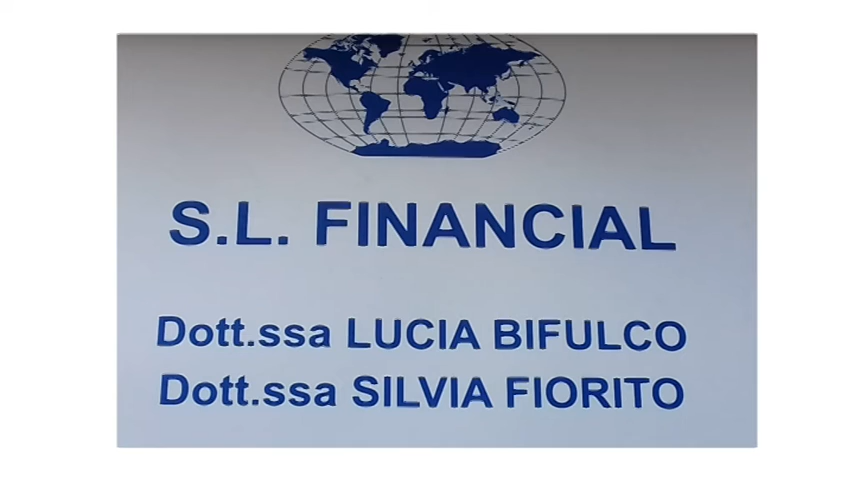 S.L. FINANCIAL
Dott.ssa LUCIA BIFULCO
Dott.ssa SILVIA FIORITO